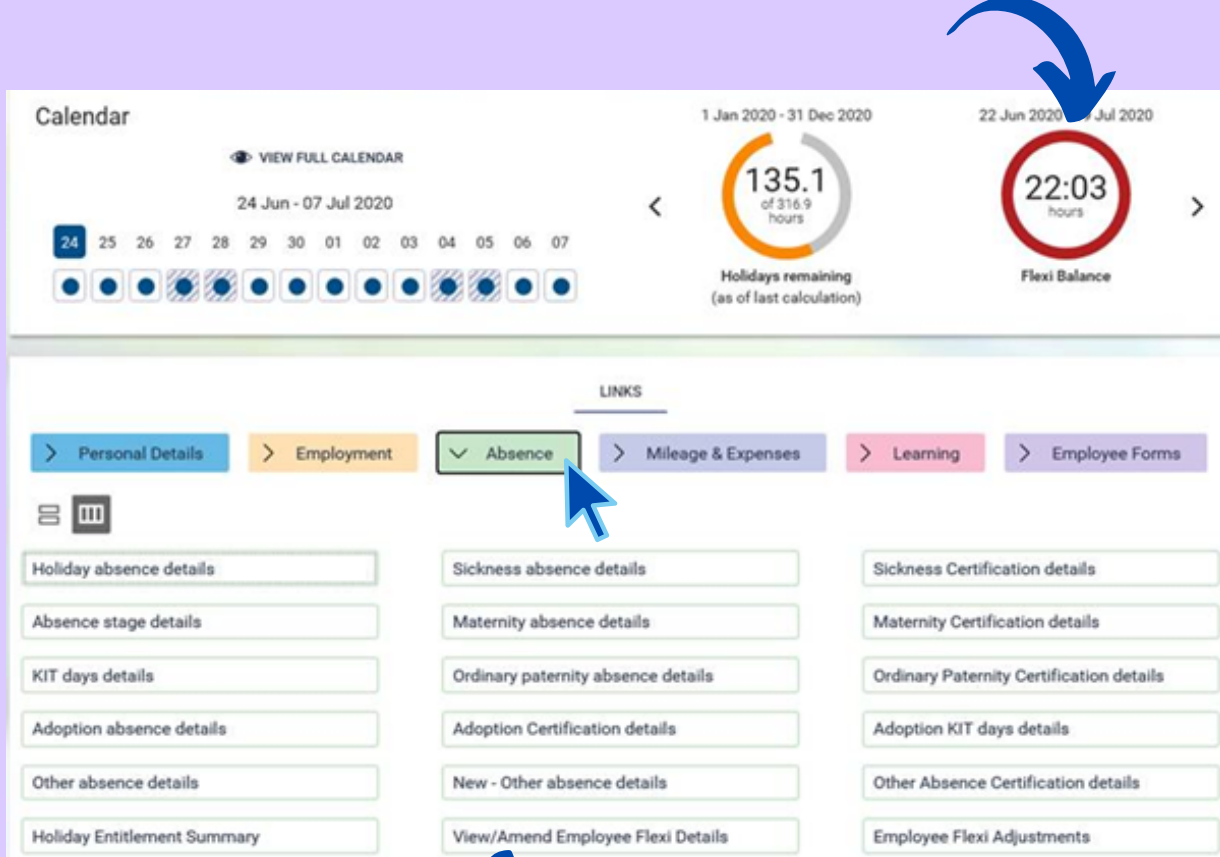 Calendar
VIEW FULL CALENDAR
24 Jun - 07 Jul 2020
24 25 26 27 28 29 30 01 02 03 04 05 06 07
1 Jan 2020 - 31 Dec 2020
135.1
of 316.9
hours
Holidays remaining
(as of last calculation)
22 Jun 2020 Jul 2020
22:03
hours
Flexi Balance
LINKS
Personal Details Employment Absence Mileage & Expenses Learning Employee Forms
Holiday absence details Sickness absence details Sickness Certification details
Absence stage details Maternity absence details Maternity Certification details
KIT days details Ordinary paternity absence details Ordinary Paternity Certification details
Adoption absence details Adoption Certification details Adoption KIT days details
Other absence details New - Other absence details Other Absence Certification details
Holiday Entitlement Summary View/Amend Employee Flexi Details Employee Flexi Adjustments